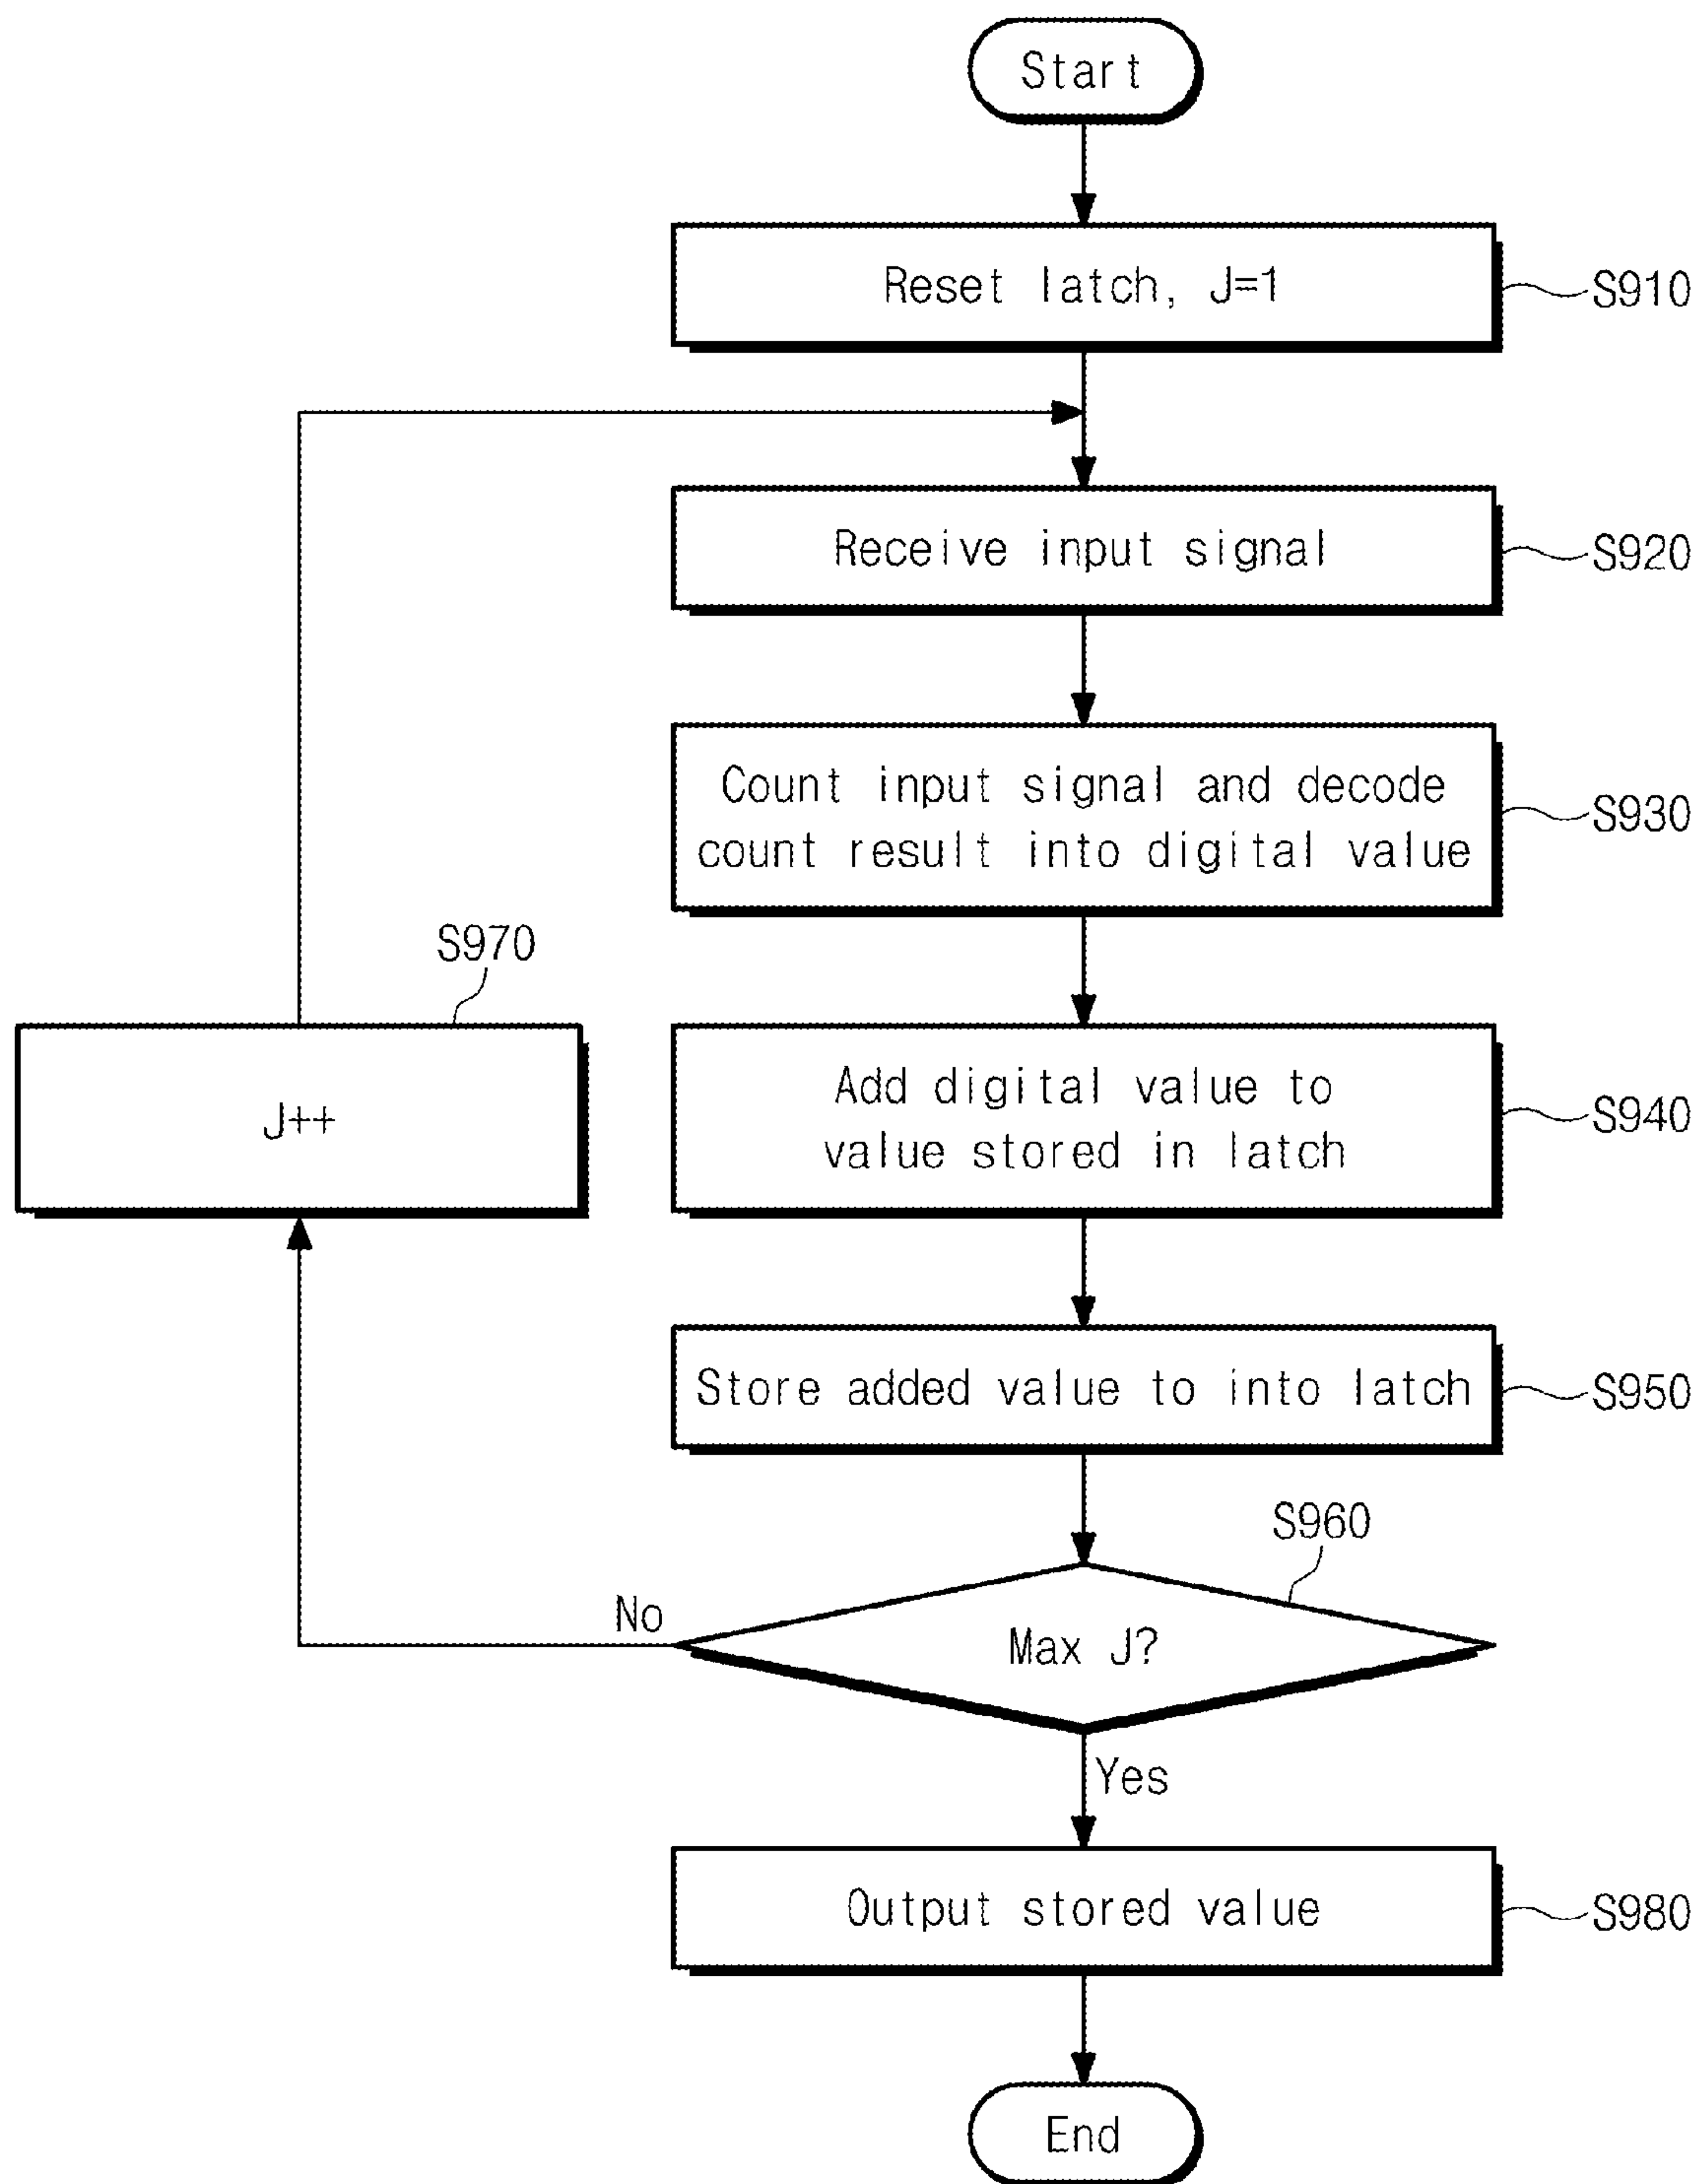 Start
Reset latch, J=1
S910
Receive input signal
S920
Count input signal and decode
count result into digital value
S930
S970
J++
Add digital value to
value stored in latch
S940
Store added value to into latch
S950
S960
No
Max J?
Yes
Output stored value
S980
End